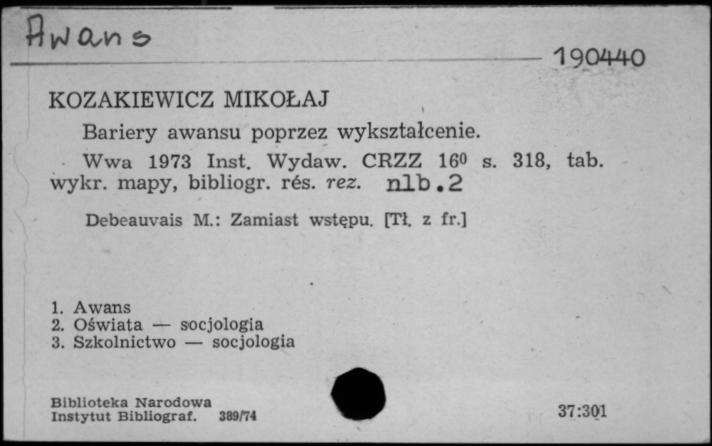 Awans
190440
KOZAKIEWICZ MIKOŁAJ
Bariery awansu poprzez wykształcenie.
Wwa 1973 Inst. Wydaw. CRZZ 16⁰ s. 318, tab.
wykr. mapy, bibliogr. rés. rez. nlb.2
Debeauvais M.: Zamiast wstępu. [Tł. z fr.]
1. Awans
2. Oświata — socjologia
3. Szkolnictwo — socjologia
Biblioteka Narodowa
Instytut Bibliograf. 389/74
37:301